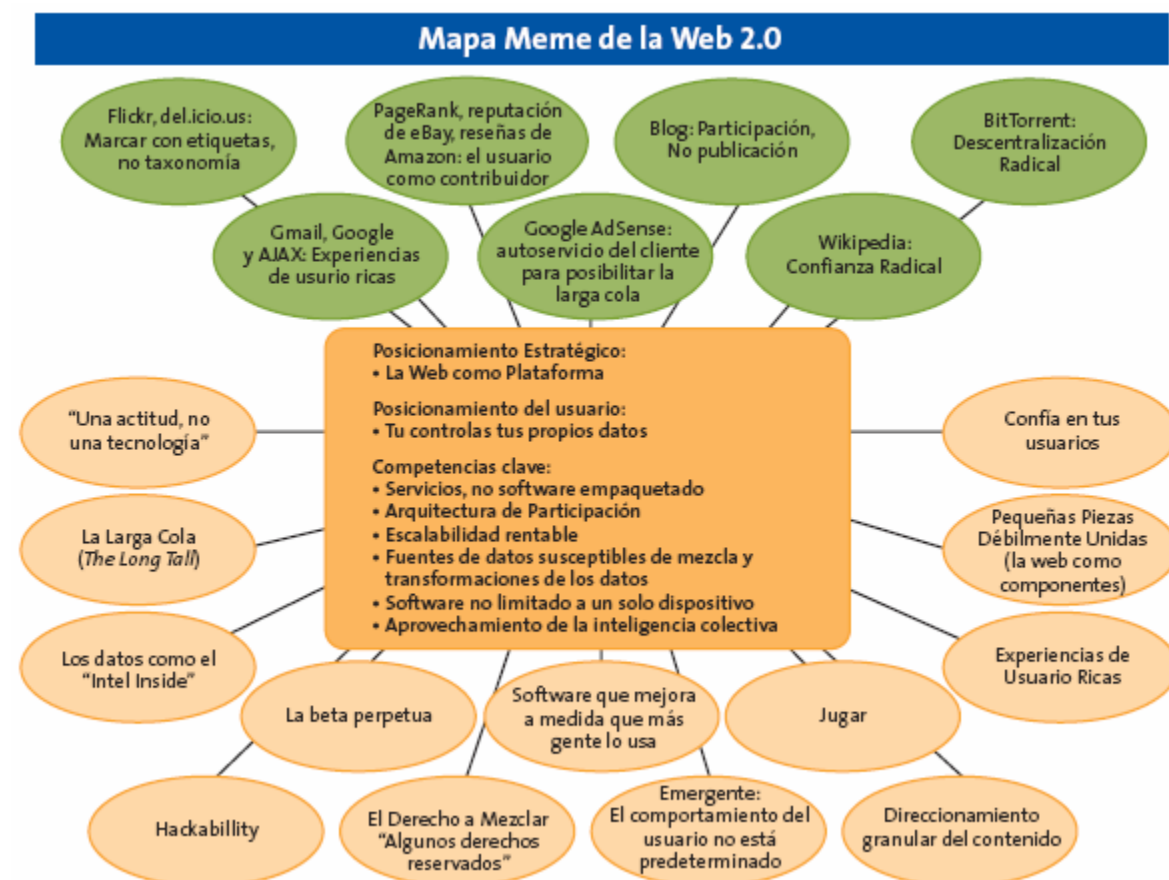 Mapa Meme de la Web 2.0
Flickr, del.icio.us:
Marcar con etiquetas,
no taxonomía
PageRank, reputación
de eBay, reseñas de
Amazon: el usuario
como contribuidor
Blog: Participación,
No publicación
BitTorrent:
Descentralización
Radical
Gmail, Google
y AJAX: Experiencias
de usurio ricas
Google AdSense:
autoservicio del cliente
para posibilitar la
larga cola
Wikipedia:
Confianza Radical
Posicionamiento Estratégico:
• La Web como Plataforma
Posicionamiento del usuario:
• Tu controlas tus propios datos
Competencias clave:
• Servicios, no software empaquetado
• Arquitectura de Participación
• Escalabilidad rentable
• Fuentes de datos susceptibles de mezcla y
transformaciones de los datos
• Software no limitado a un solo dispositivo
• Aprovechamiento de la inteligencia colectiva
“Una actitud, no
una tecnología”
Confía en tus
usuarios
La Larga Cola
(The Long Tall)
Pequeñas Piezas
Débilmente Unidas
(la web como
componentes)
Los datos como el
“Intel Inside”
Experiencias de
Usuario Ricas
La beta perpetua
Software que mejora
a medida que más
gente lo usa
Jugar
Hackabillity
El Derecho a Mezclar
“Algunos derechos
reservados”
Emergente:
El comportamiento del
usuario no está
predeterminado
Direccionamiento
granular del contenido